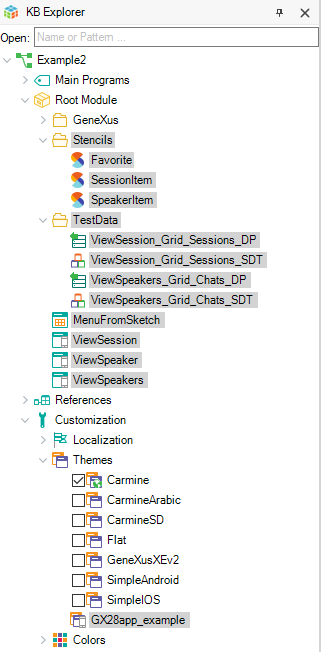 KB Explorer
Open: Name or Pattern ...
Example2
Main Programs
Root Module
GeneXus
Stencils
Favorite
SessionItem
SpeakerItem
TestData
ViewSession_Grid_Sessions_DP
ViewSession_Grid_Sessions_SDT
ViewSpeakers_Grid_Chats_DP
ViewSpeakers_Grid_Chats_SDT
MenuFromSketch
ViewSession
ViewSpeaker
ViewSpeakers
References
Customization
Localization
Themes
Carmine
CarmineArabic
CarmineSD
Flat
GeneXusXEv2
SimpleAndroid
SimpleIOS
GX28app_example
Colors